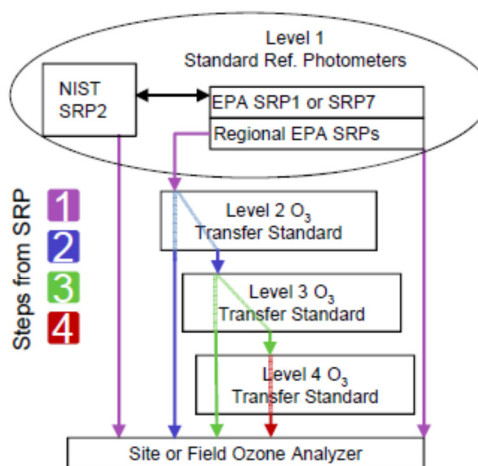 Level 1
Standard Ref. Photometers
NIST
SRP2
EPA SRP1 or SRP7
Regional EPA SRPs
Steps from SRP
1
2
3
4
Level 2 O₃
Transfer Standard
Level 3 O₃
Transfer Standard
Level 4 O₃
Transfer Standard
Site or Field Ozone Analyzer